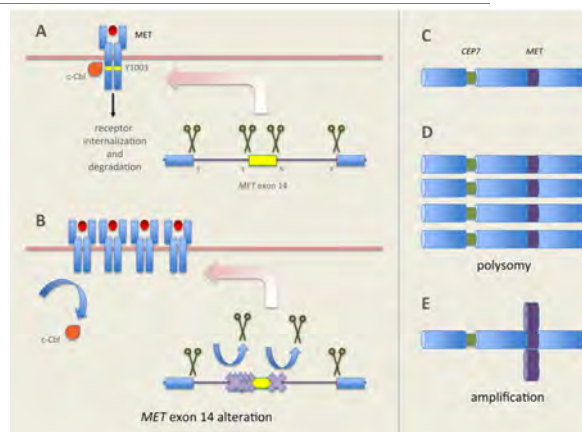 A
MET
c-Cbl
Y1003
receptor
internalization
and
degradation
MET exon 14
B
c-Cbl
MET exon 14 alteration
C
CEP7
MET
D
polysomy
E
amplification